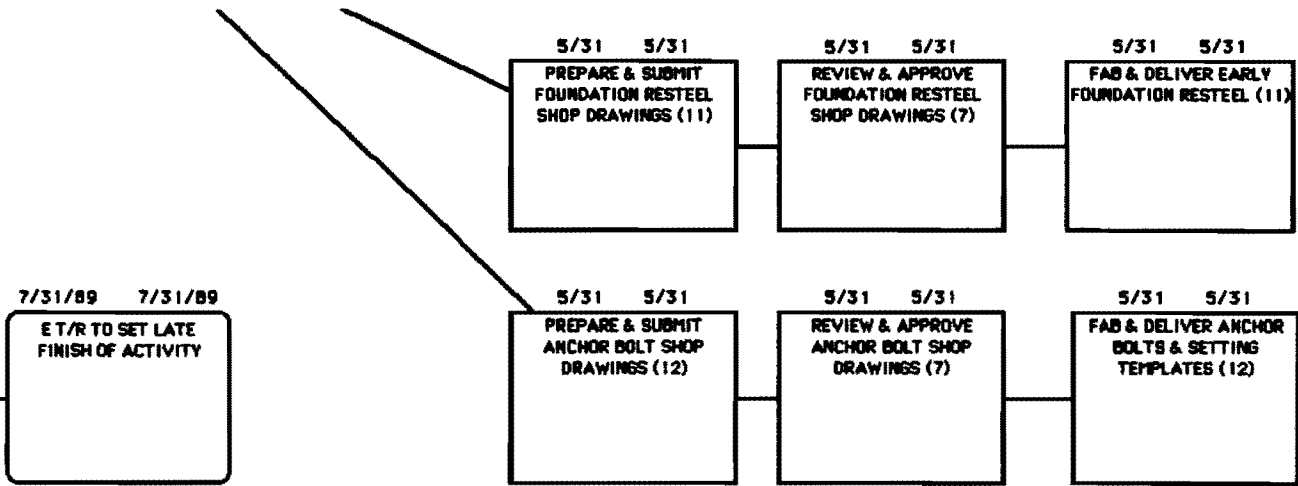 5/31 5/31
PREPARE & SUBMIT
FOUNDATION RESTEEL
SHOP DRAWINGS (11)
5/31 5/31
REVIEW & APPROVE
FOUNDATION RESTEEL
SHOP DRAWINGS (7)
5/31 5/31
FAB & DELIVER EARLY
FOUNDATION RESTEEL (11)
7/31/89 7/31/89
E T/R TO SET LATE
FINISH OF ACTIVITY
5/31 5/31
PREPARE & SUBMIT
ANCHOR BOLT SHOP
DRAWINGS (12)
5/31 5/31
REVIEW & APPROVE
ANCHOR BOLT SHOP
DRAWINGS (7)
5/31 5/31
FAB & DELIVER ANCHOR
BOLTS & SETTING
TEMPLATES (12)